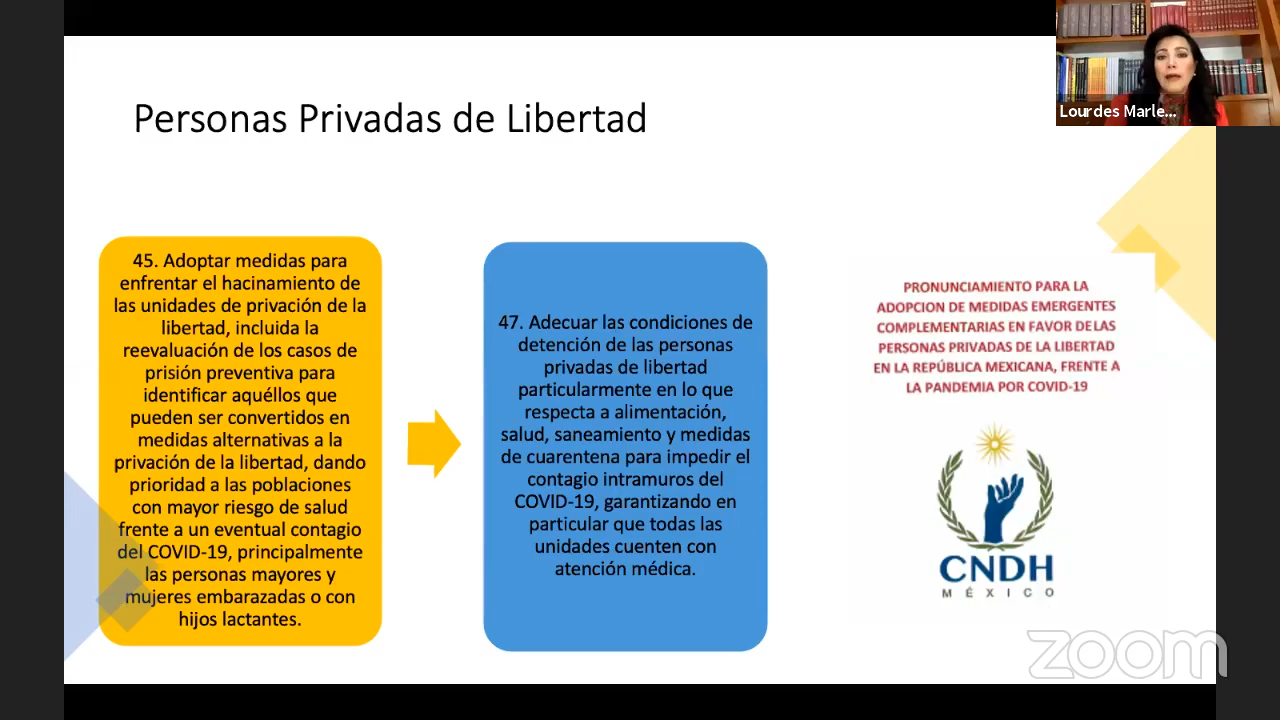 Personas Privadas de Libertad
Lourdes Marle...
45. Adoptar medidas para
enfrentar el hacinamiento de
las unidades de privación de la
libertad, incluida la
reevaluación de los casos de
prisión preventiva para
identificar aquéllos que
pueden ser convertidos en
medidas alternativas a la
privación de la libertad, dando
prioridad a las poblaciones
con mayor riesgo de salud
frente a un eventual contagio
del COVID-19, principalmente
las personas mayores y
mujeres embarazadas o con
hijos lactantes.
47. Adecuar las condiciones de
detención de las personas
privadas de libertad
particularmente en lo que
respecta a alimentación,
salud, saneamiento y medidas
de cuarentena para impedir el
contagio intramuros del
COVID-19, garantizando en
particular que todas las
unidades cuenten con
atención médica.
PRONUNCIAMIENTO PARA LA
ADOPCION DE MEDIDAS EMERGENTES
COMPLEMENTARIAS EN FAVOR DE LAS
PERSONAS PRIVADAS DE LA LIBERTAD
EN LA REPÚBLICA MEXICANA, FRENTE A
LA PANDEMIA POR COVID-19
CNDH
MÉXICO
zoom